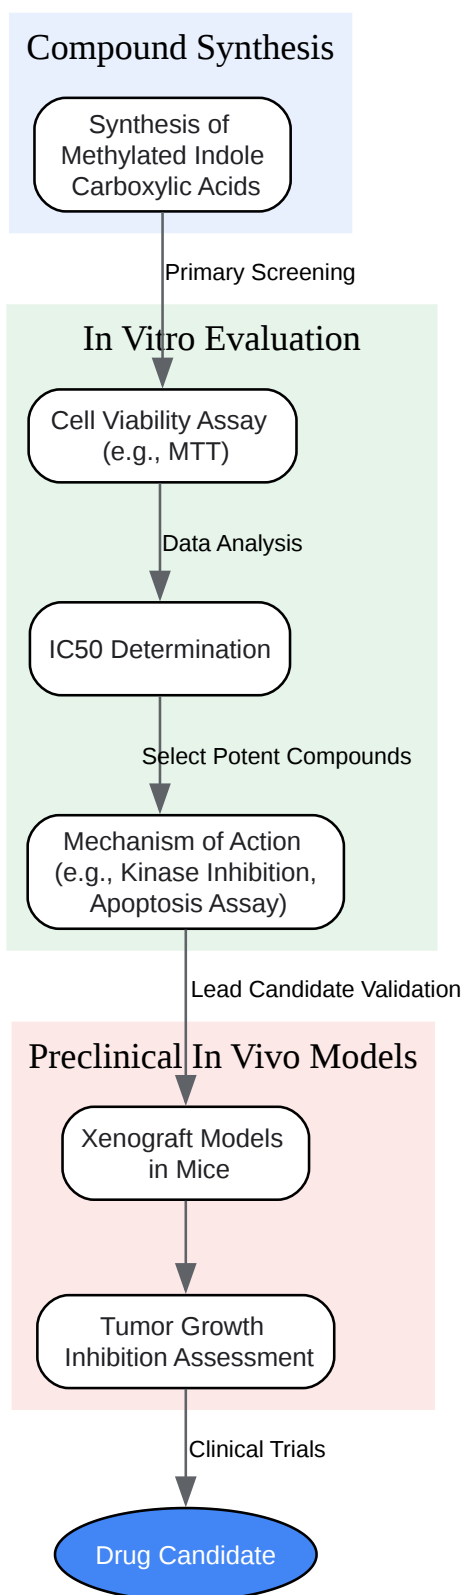 Compound Synthesis
Synthesis of
Methylated Indole
Carboxylic Acids
Primary Screening
In Vitro Evaluation
Cell Viability Assay
(e.g., MTT)
Data Analysis
IC50 Determination
Select Potent Compounds
Mechanism of Action
(e.g., Kinase Inhibition,
Apoptosis Assay)
Lead Candidate Validation
Preclinical In Vivo Models
Xenograft Models
in Mice
Tumor Growth
Inhibition Assessment
Clinical Trials
Drug Candidate